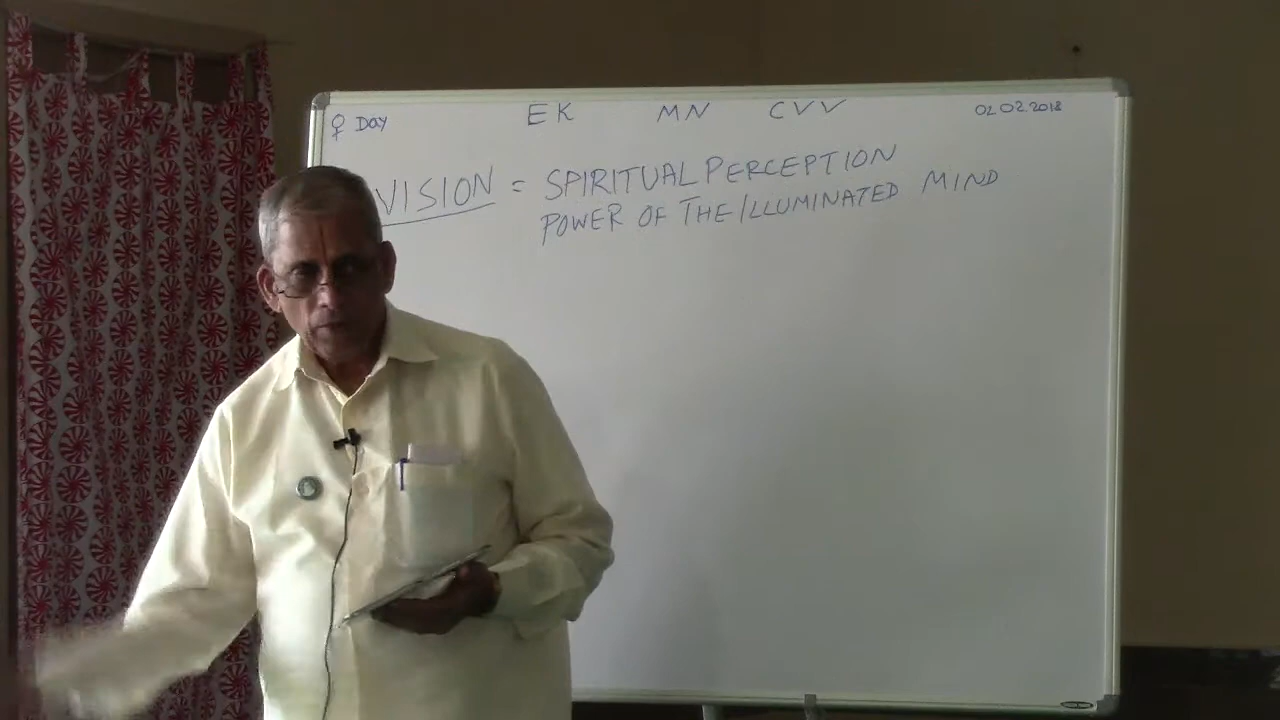 ♀ DAY EK MN CVV 02.02.2018
VISION = SPIRITUAL PERCEPTION
POWER OF THE ILLUMINATED MIND